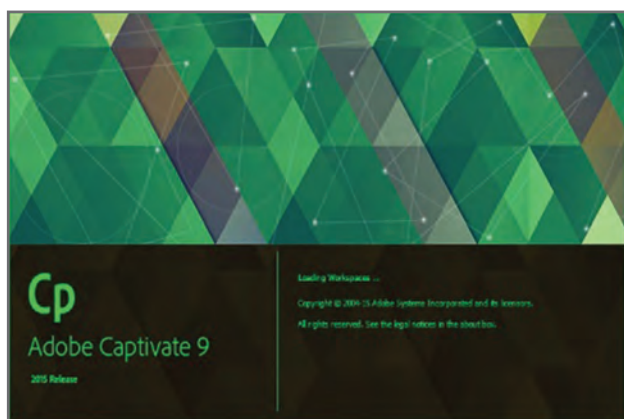 Cp
Adobe Captivate 9
2015 Release
Loading Workspaces ...
Copyright © 2004-15 Adobe Systems Incorporated and its licensors.
All rights reserved. See the legal notices in the about box.